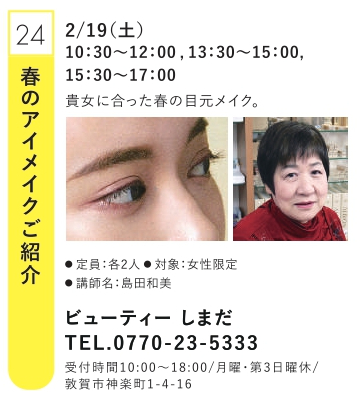 24
春のアイメイクご紹介
2/19(土)
10:30〜12:00 , 13:30〜15:00,
15:30〜17:00
貴女に合った春の目元メイク。
●定員：各2人 ●対象：女性限定
●講師名：島田和美
ビューティー しまだ
TEL.0770-23-5333
受付時間10:00〜18:00/月曜・第3日曜休/
敦賀市神楽町1-4-16